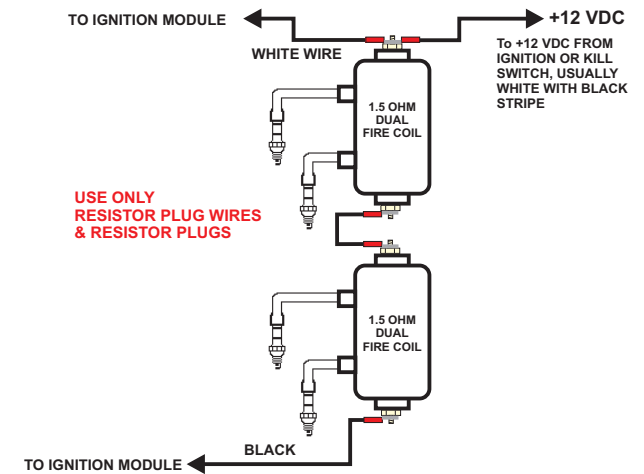 TO IGNITION MODULE
+12 VDC
WHITE WIRE
To +12 VDC FROM
IGNITION OR KILL
SWITCH, USUALLY
WHITE WITH BLACK
STRIPE
1.5 OHM
DUAL
FIRE COIL
USE ONLY
RESISTOR PLUG WIRES
& RESISTOR PLUGS
1.5 OHM
DUAL
FIRE COIL
BLACK
TO IGNITION MODULE